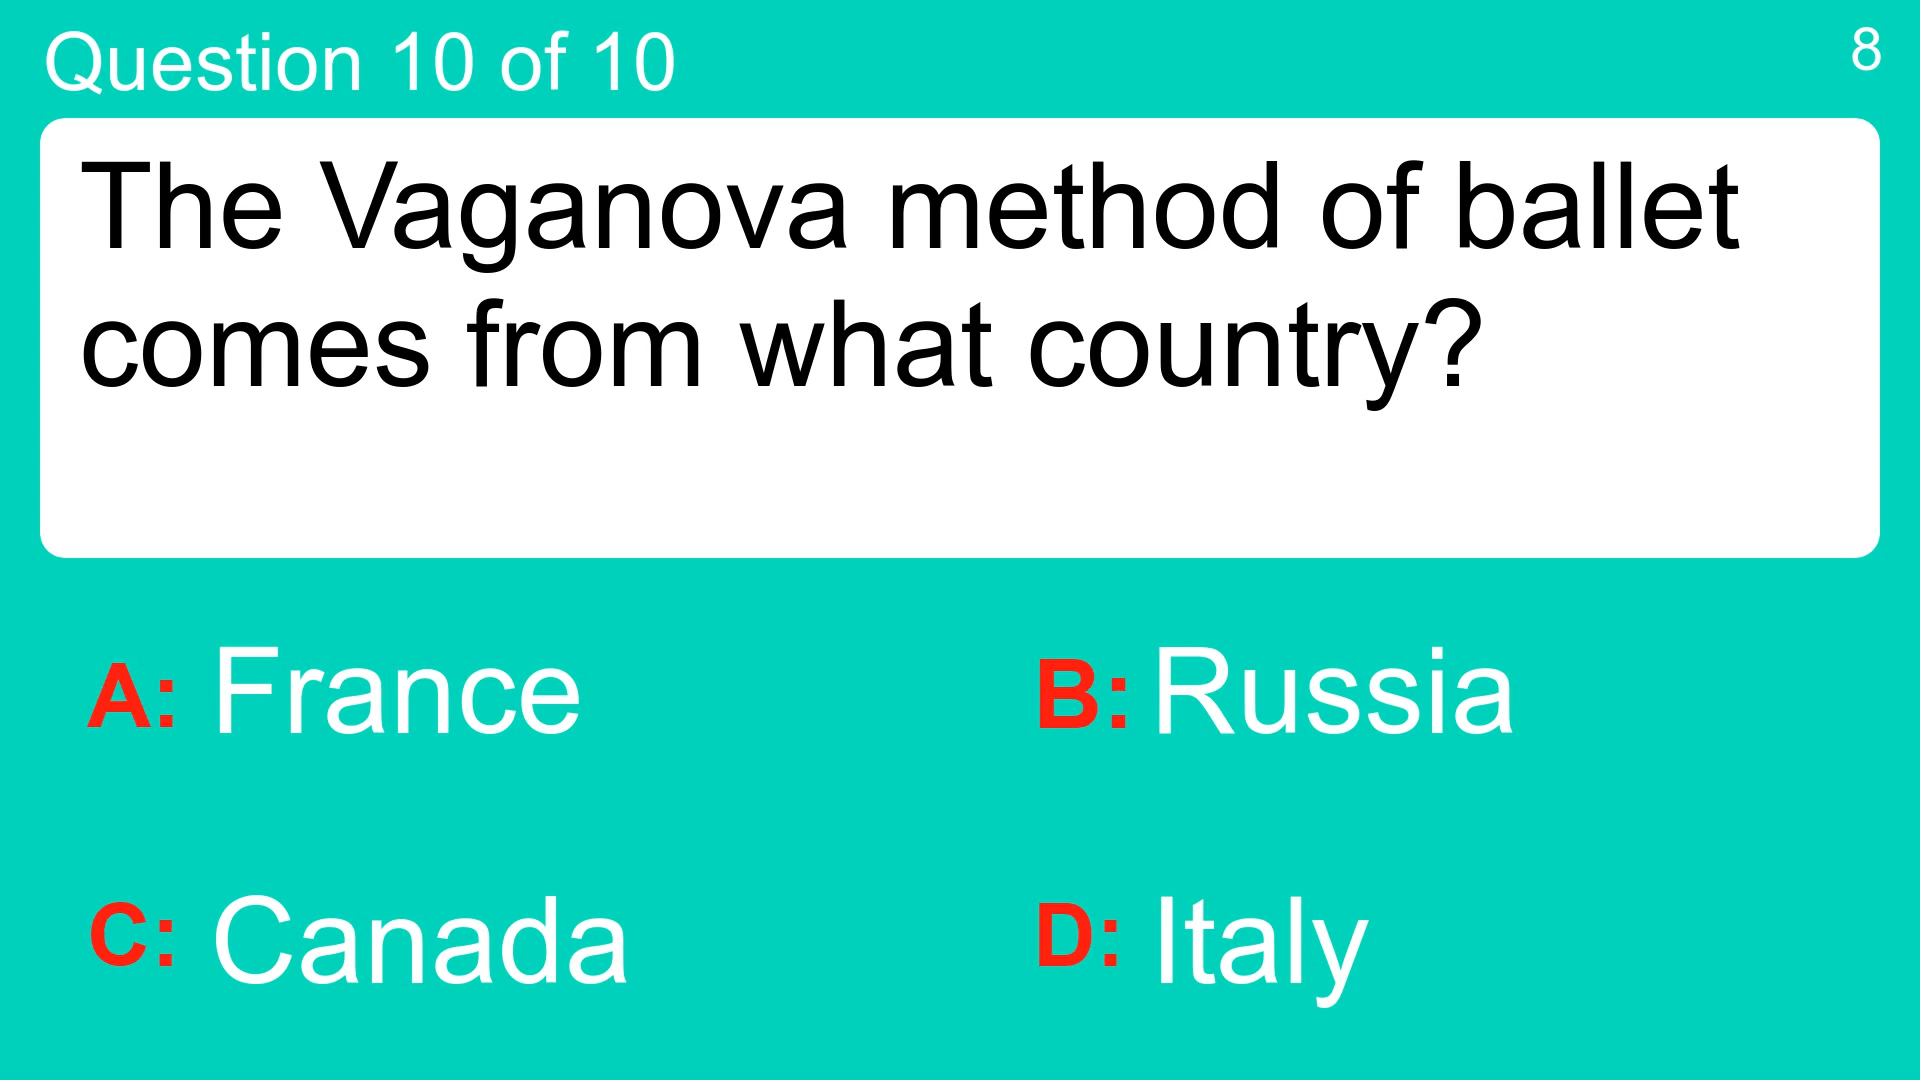 Question 10 of 10
8
The Vaganova method of ballet
comes from what country?
A: France
B: Russia
C: Canada
D: Italy